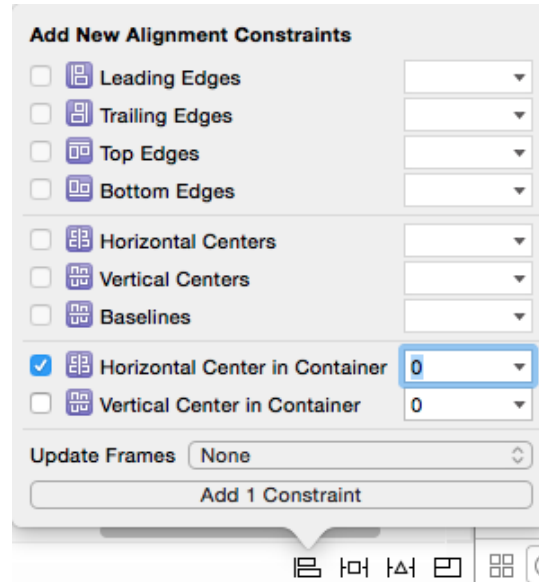 Add New Alignment Constraints
Leading Edges
Trailing Edges
Top Edges
Bottom Edges
Horizontal Centers
Vertical Centers
Baselines
Horizontal Center in Container 0
Vertical Center in Container 0
Update Frames None
Add 1 Constraint